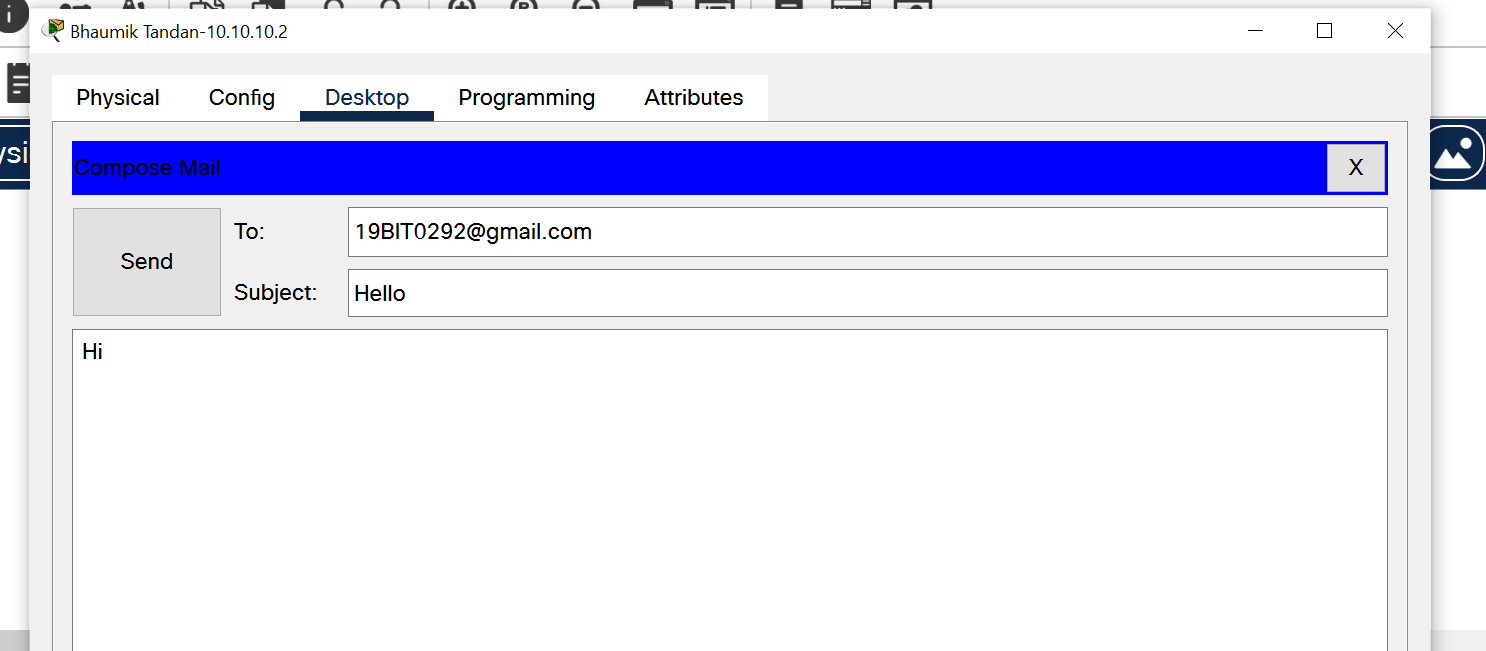 Bhaumik Tandan-10.10.10.2
Physical Config Desktop Programming Attributes
Compose Mail X
Send
To: 19BIT0292@gmail.com
Subject: Hello
Hi